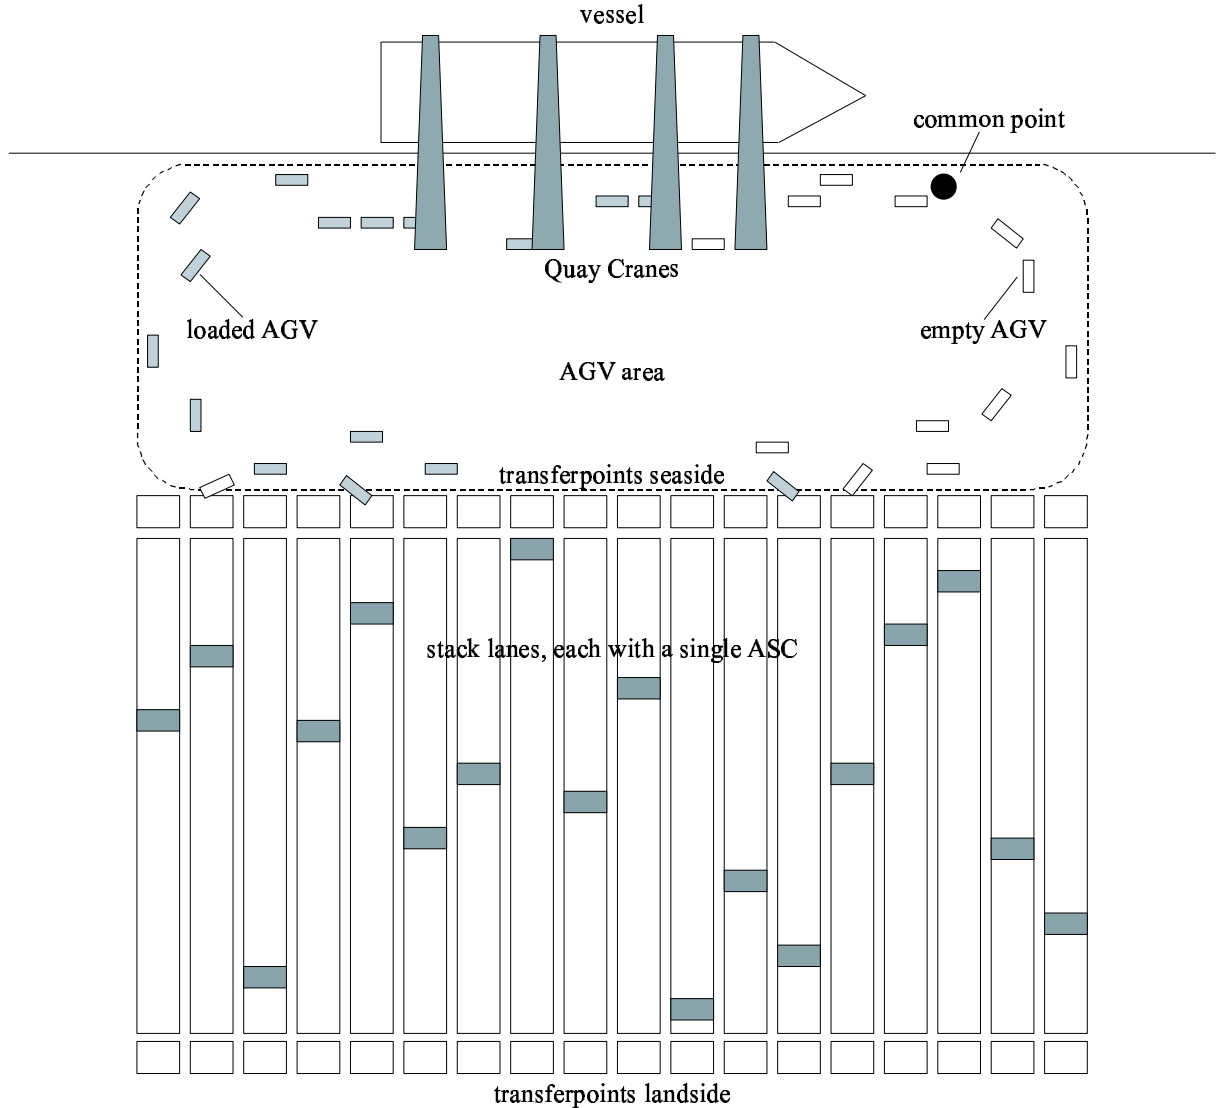 vessel
common point
Quay Cranes
loaded AGV
empty AGV
AGV area
transferpoints seaside
stack lanes, each with a single ASC
transferpoints landside